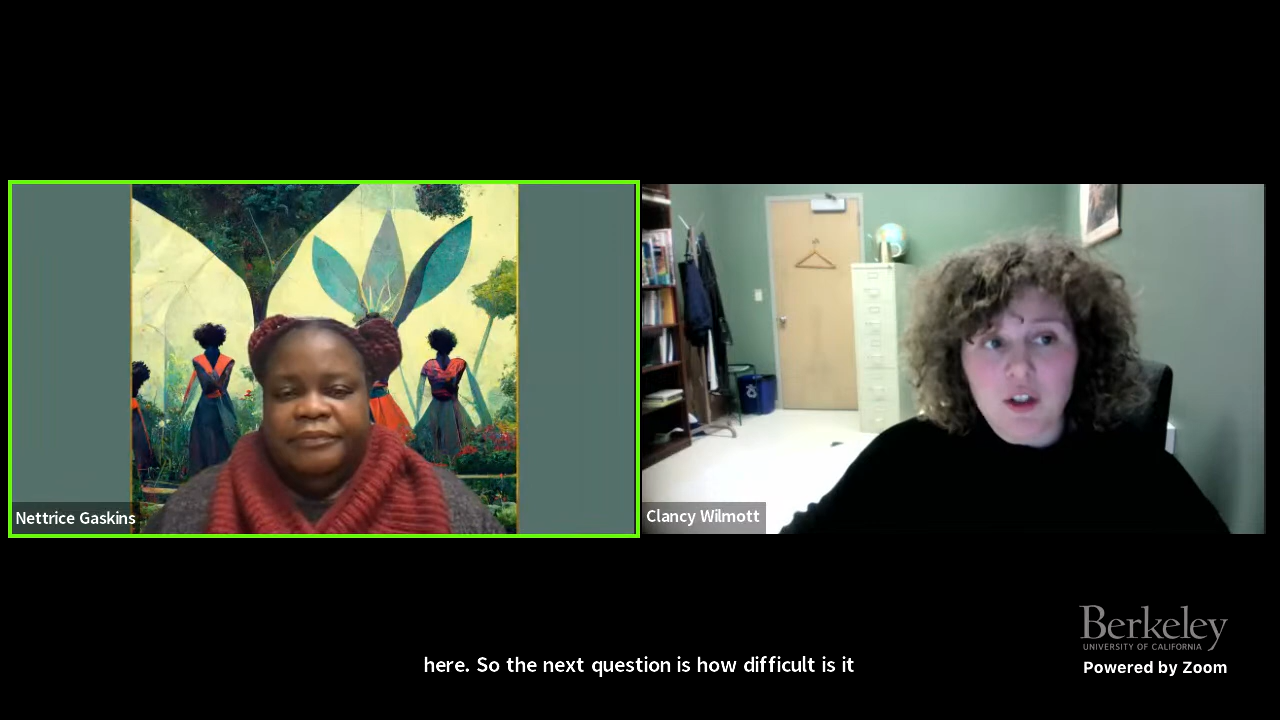 Nettrice Gaskins
Clancy Wilmott
Berkeley
UNIVERSITY OF CALIFORNIA
Powered by Zoom
here. So the next question is how difficult is it